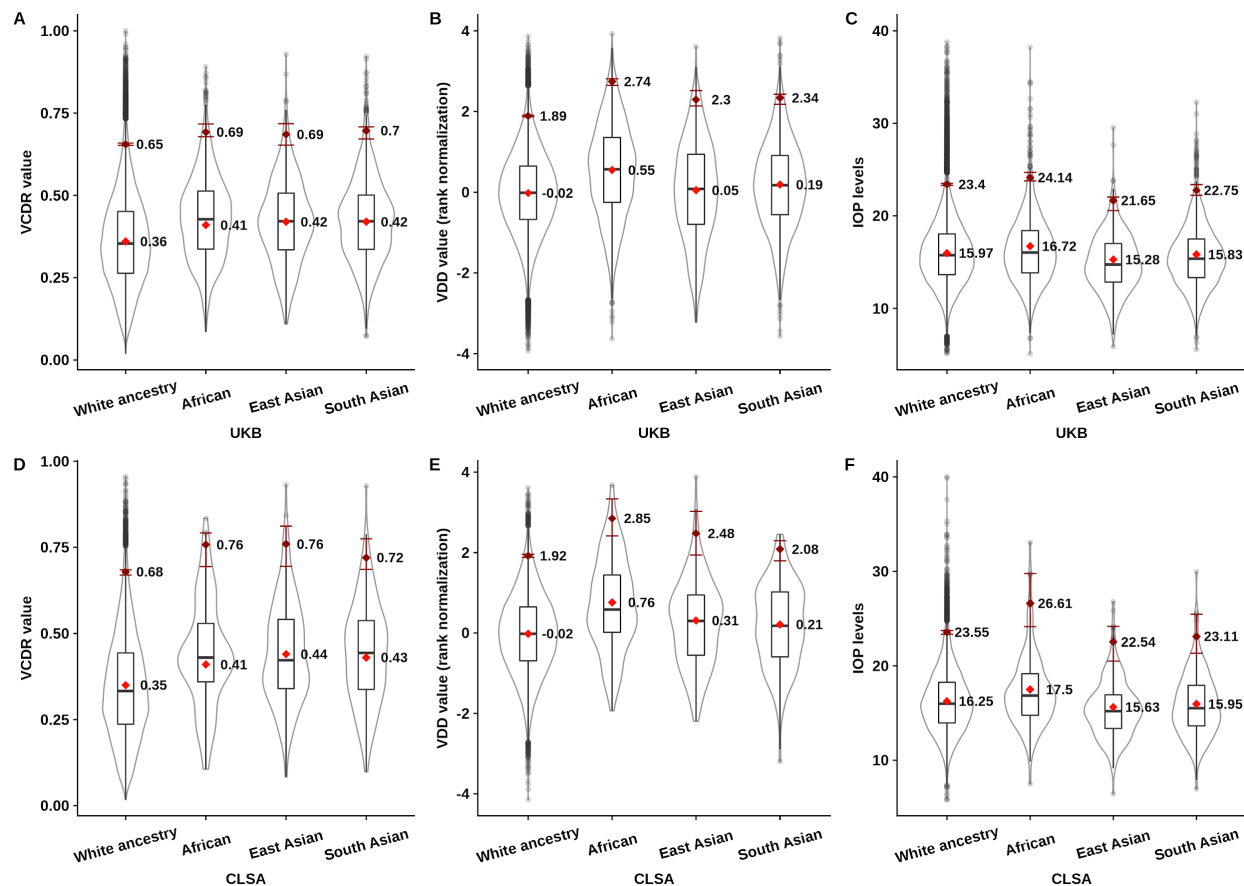 A
VCDR value
1.00
0.75
0.50
0.25
0.00
0.65
0.69
0.69
0.7
0.36
0.41
0.42
0.42
White ancestry
African
East Asian
South Asian
UKB
B
VDD value (rank normalization)
4
2
0
-2
-4
1.89
2.74
2.3
2.34
-0.02
0.55
0.05
0.19
White ancestry
African
East Asian
South Asian
UKB
C
IOP levels
40
30
20
10
23.4
24.14
21.65
22.75
15.97
16.72
15.28
15.83
White ancestry
African
East Asian
South Asian
UKB
D
VCDR value
1.00
0.75
0.50
0.25
0.00
0.68
0.76
0.76
0.72
0.35
0.41
0.44
0.43
White ancestry
African
East Asian
South Asian
CLSA
E
VDD value (rank normalization)
4
2
0
-2
-4
1.92
2.85
2.48
2.08
-0.02
0.76
0.31
0.21
White ancestry
African
East Asian
South Asian
CLSA
F
IOP levels
40
30
20
10
23.55
26.61
22.54
23.11
16.25
17.5
15.63
15.95
White ancestry
African
East Asian
South Asian
CLSA